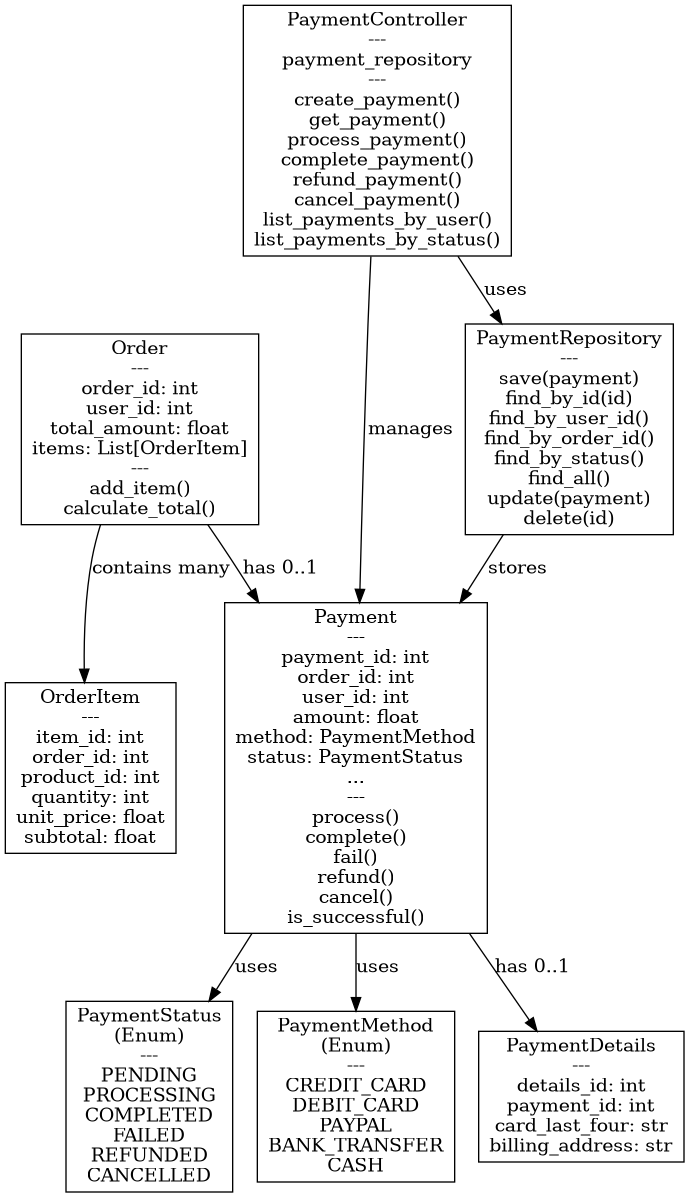 PaymentController
---
payment_repository
---
create_payment()
get_payment()
process_payment()
complete_payment()
refund_payment()
cancel_payment()
list_payments_by_user()
list_payments_by_status()
uses
manages
Order
---
order_id: int
user_id: int
total_amount: float
items: List[OrderItem]
---
add_item()
calculate_total()
PaymentRepository
---
save(payment)
find_by_id(id)
find_by_user_id()
find_by_order_id()
find_by_status()
find_all()
update(payment)
delete(id)
contains many
has 0..1
stores
OrderItem
---
item_id: int
order_id: int
product_id: int
quantity: int
unit_price: float
subtotal: float
Payment
---
payment_id: int
order_id: int
user_id: int
amount: float
method: PaymentMethod
status: PaymentStatus
...
---
process()
complete()
fail()
refund()
cancel()
is_successful()
uses
uses
has 0..1
PaymentStatus
(Enum)
---
PENDING
PROCESSING
COMPLETED
FAILED
REFUNDED
CANCELLED
PaymentMethod
(Enum)
---
CREDIT_CARD
DEBIT_CARD
PAYPAL
BANK_TRANSFER
CASH
PaymentDetails
---
details_id: int
payment_id: int
card_last_four: str
billing_address: str